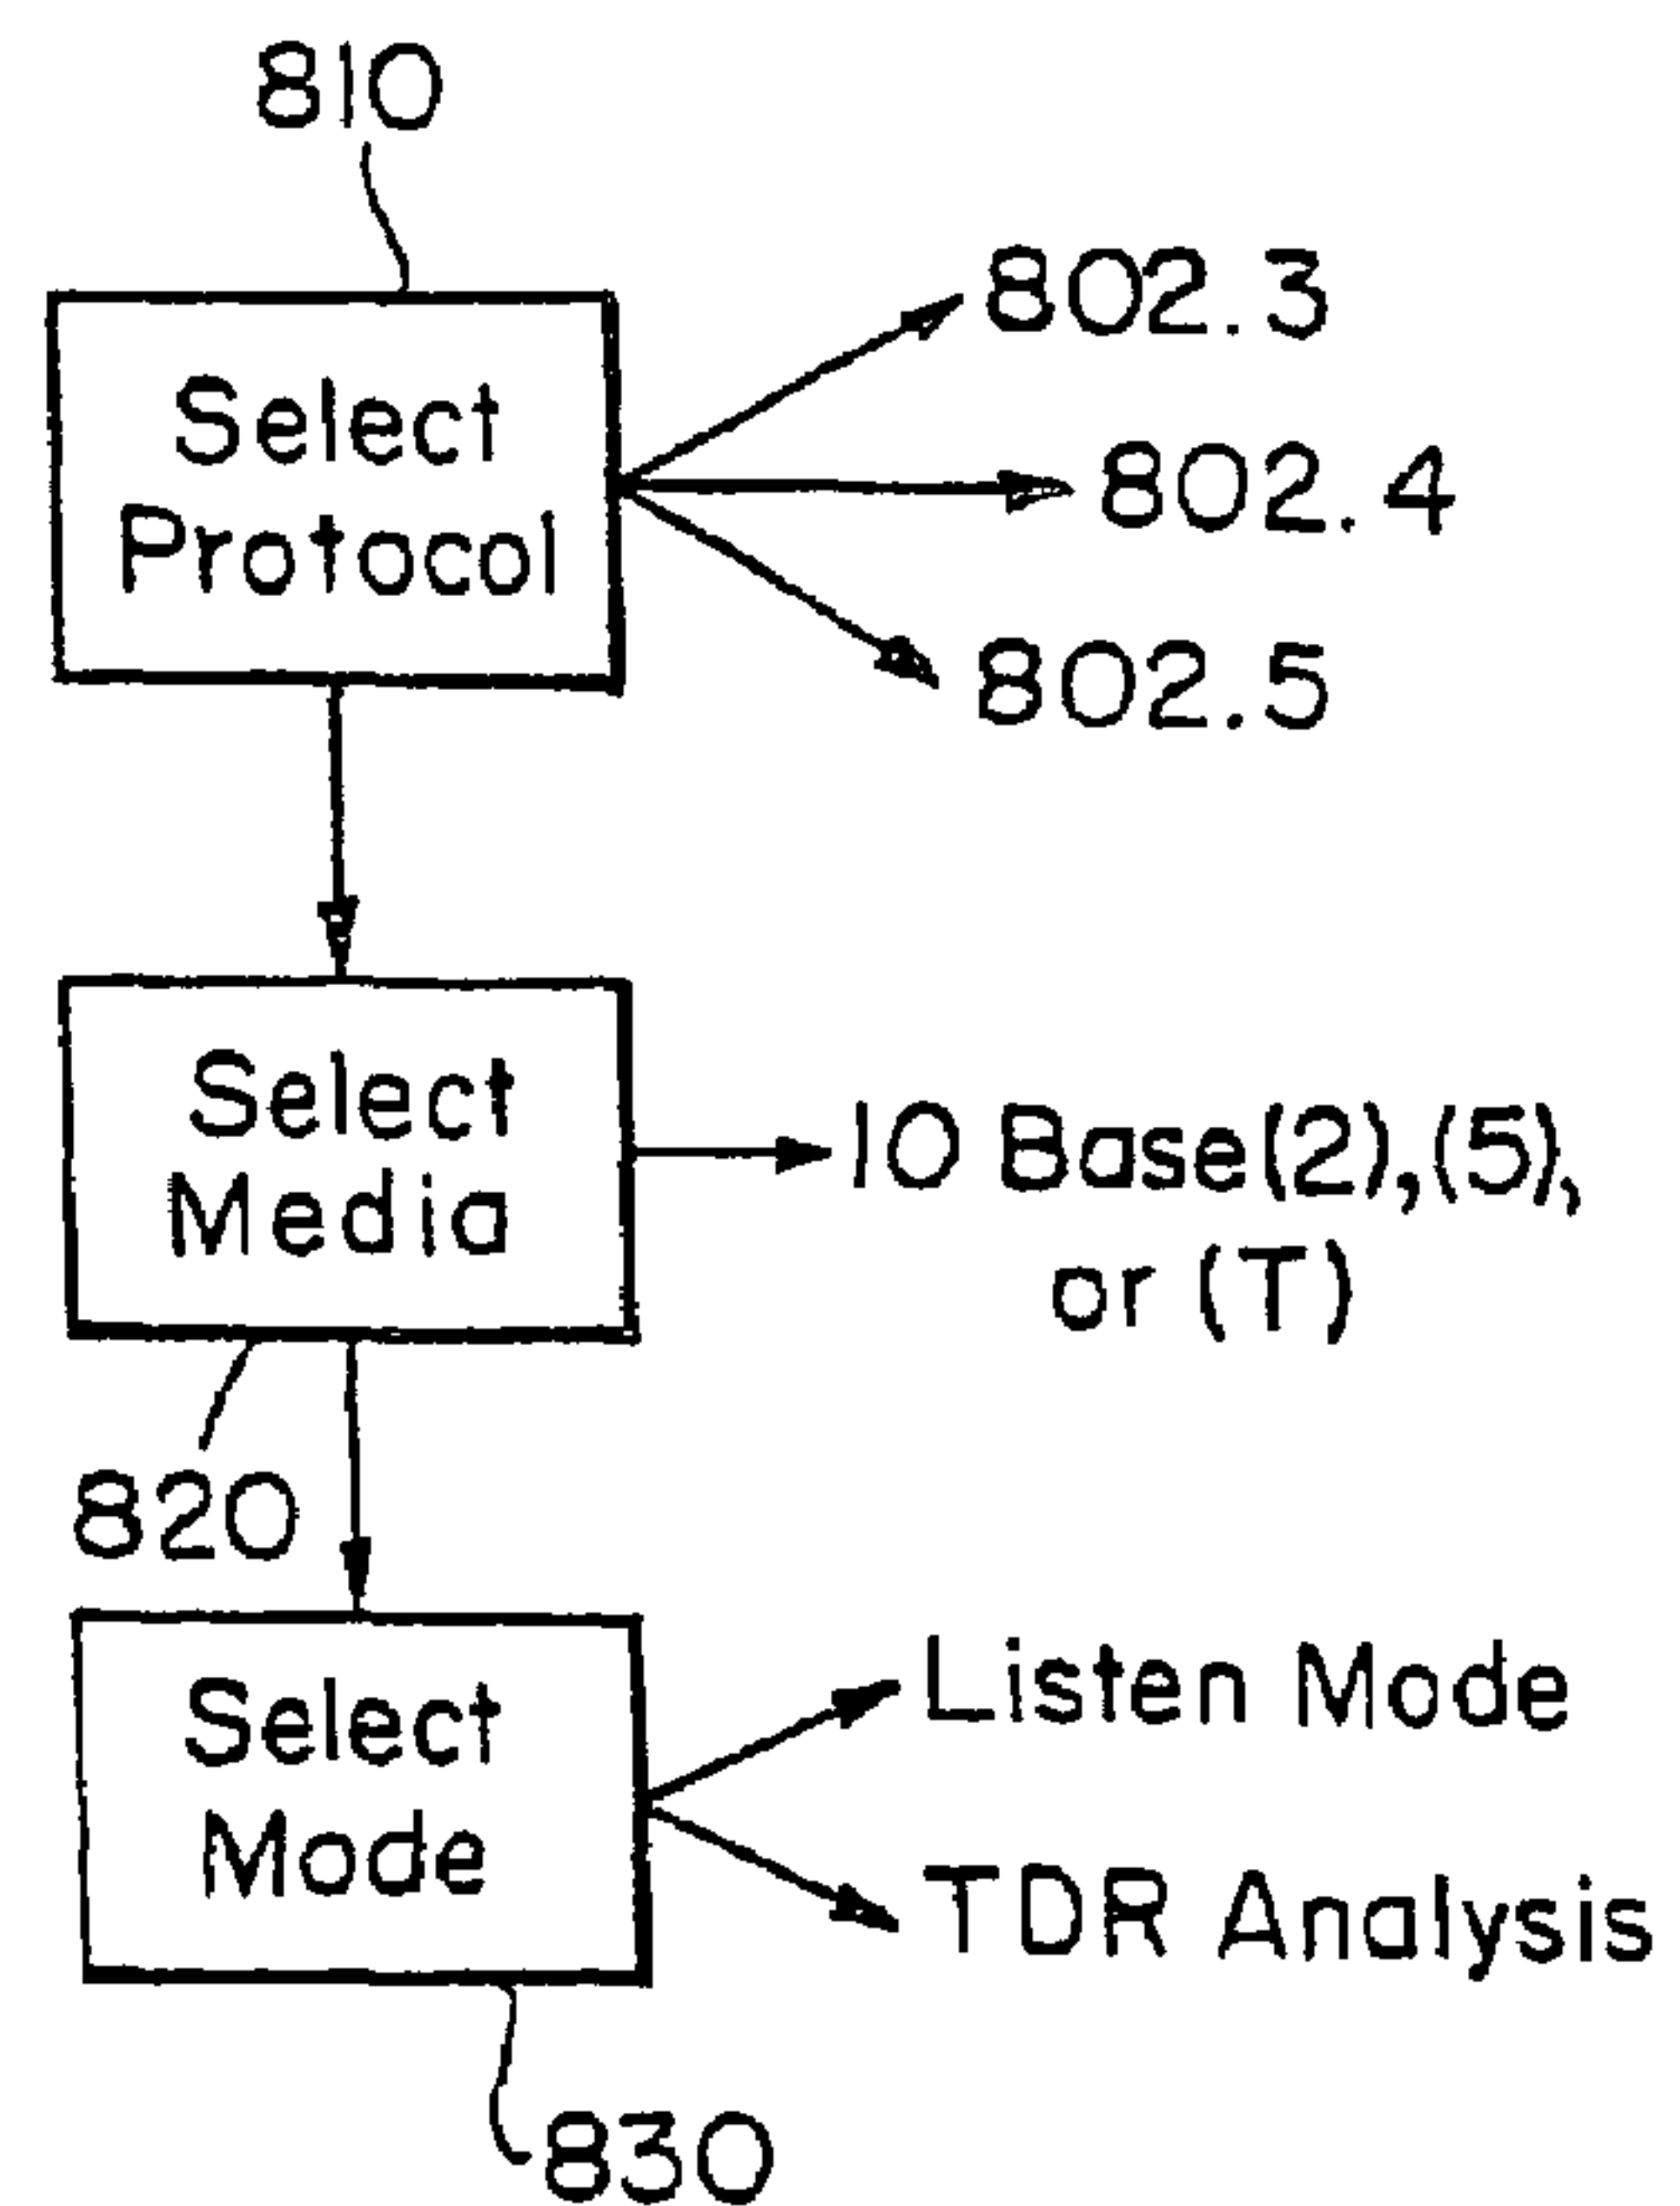 810
802.3
Select
Protocol
802.4
802.5
Select
Media
10 Base(2),(5),
or (T)
820
Select
Mode
Listen Mode
TDR Analysis
830